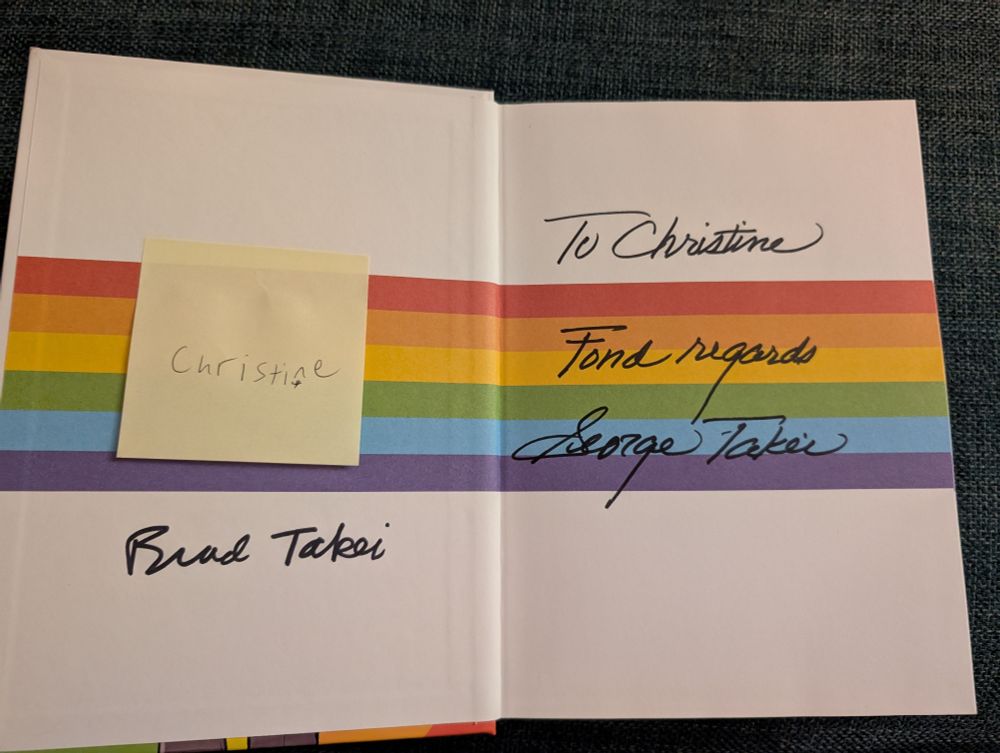 Christine
Brad Takei
To Christine
Fond regards
George Takei